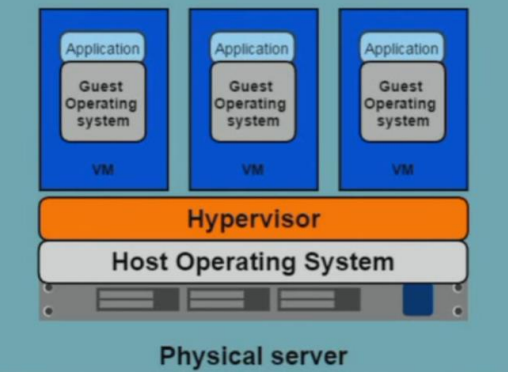 Application
Guest
Operating
system
VM
Application
Guest
Operating
system
VM
Application
Guest
Operating
system
VM
Hypervisor
Host Operating System
Physical server